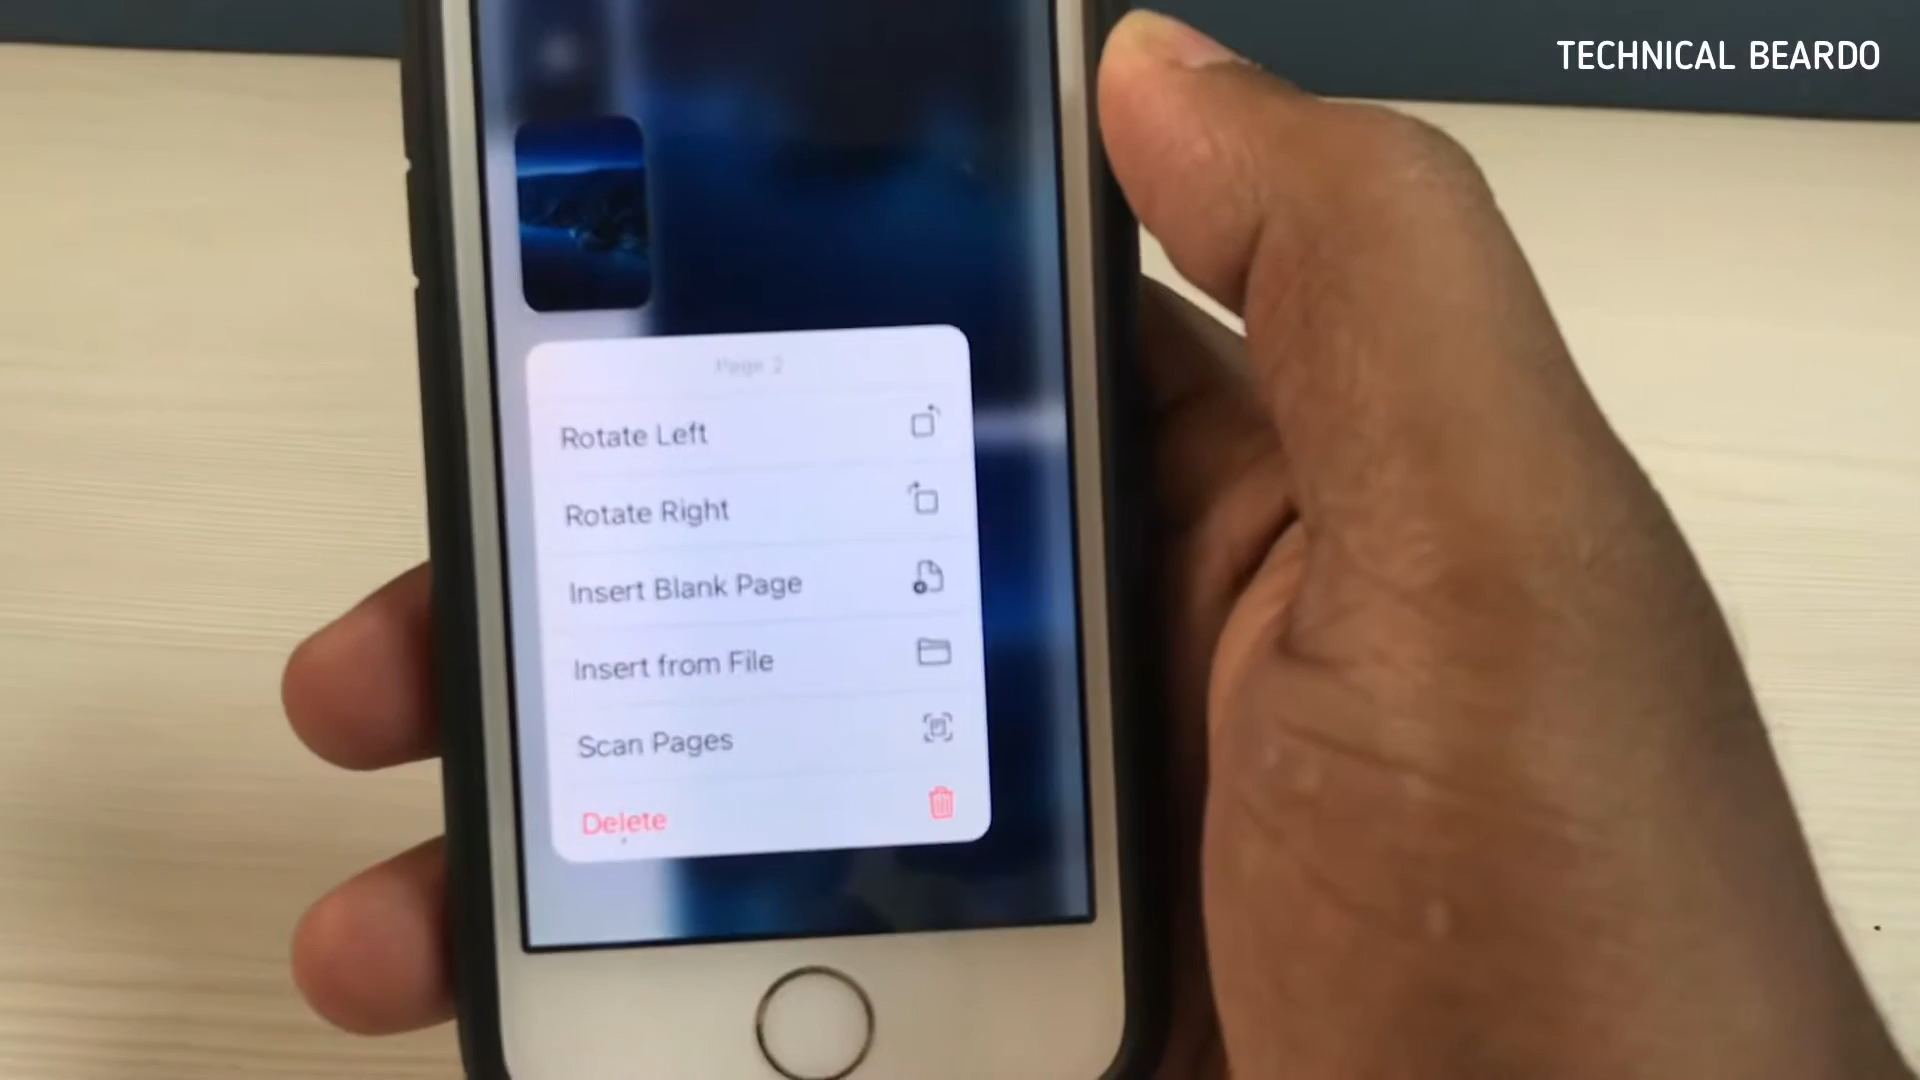 TECHNICAL BEARDO
Page 2
Rotate Left
Rotate Right
Insert Blank Page
Insert from File
Scan Pages
Delete